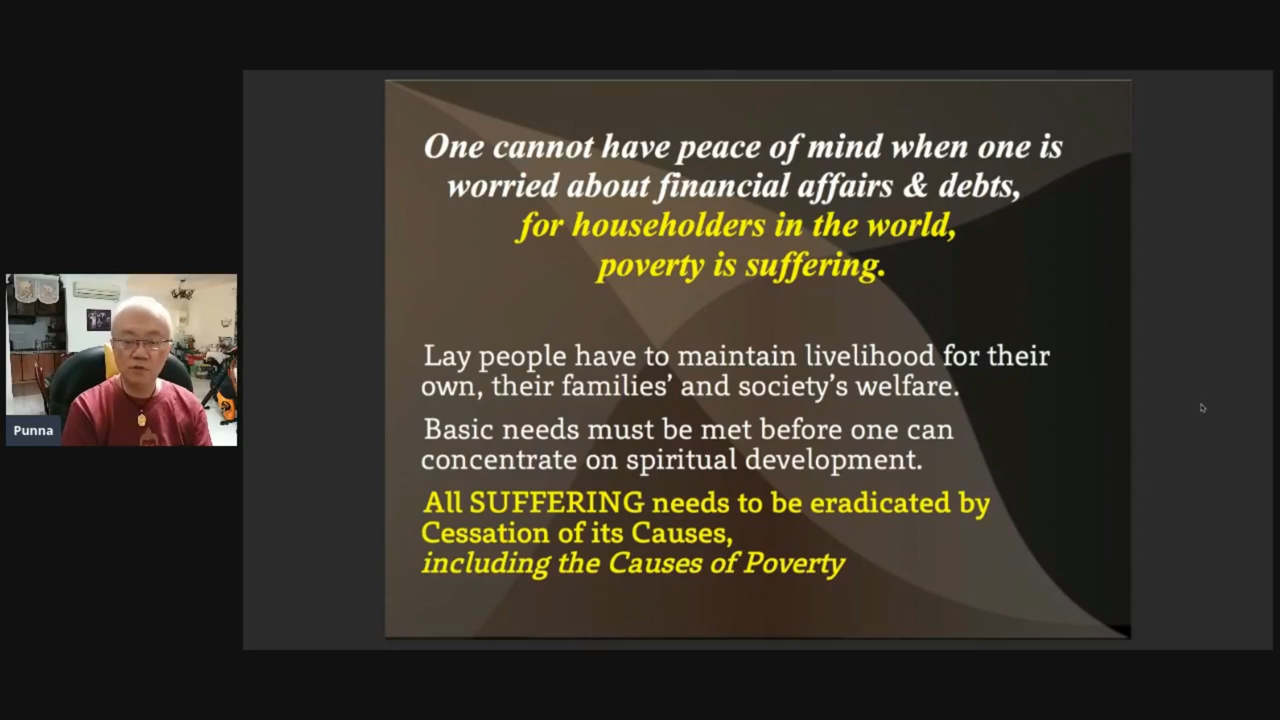 One cannot have peace of mind when one is
worried about financial affairs & debts,
for householders in the world,
poverty is suffering.
Lay people have to maintain livelihood for their
own, their families’ and society’s welfare.
Basic needs must be met before one can
concentrate on spiritual development.
All SUFFERING needs to be eradicated by
Cessation of its Causes,
including the Causes of Poverty
Punna